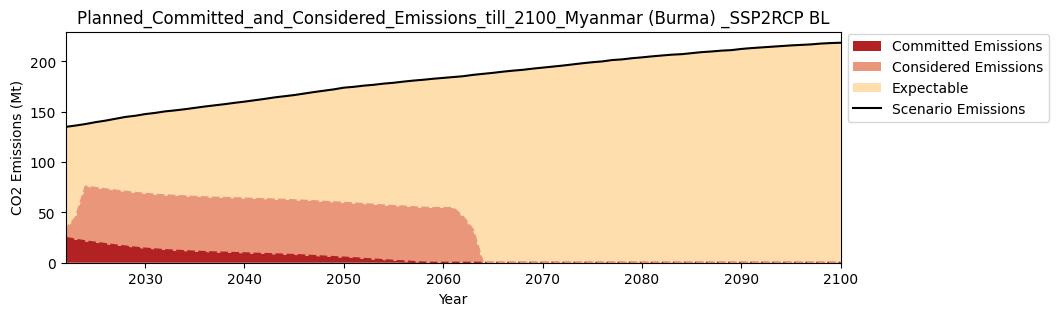 Planned_Committed_and_Considered_Emissions_till_2100_Myanmar (Burma) _SSP2RCP BL
CO2 Emissions (Mt)
200
150
100
50
0
2030 2040 2050 2060 2070 2080 2090 2100
Year
Committed Emissions
Considered Emissions
Expectable
Scenario Emissions